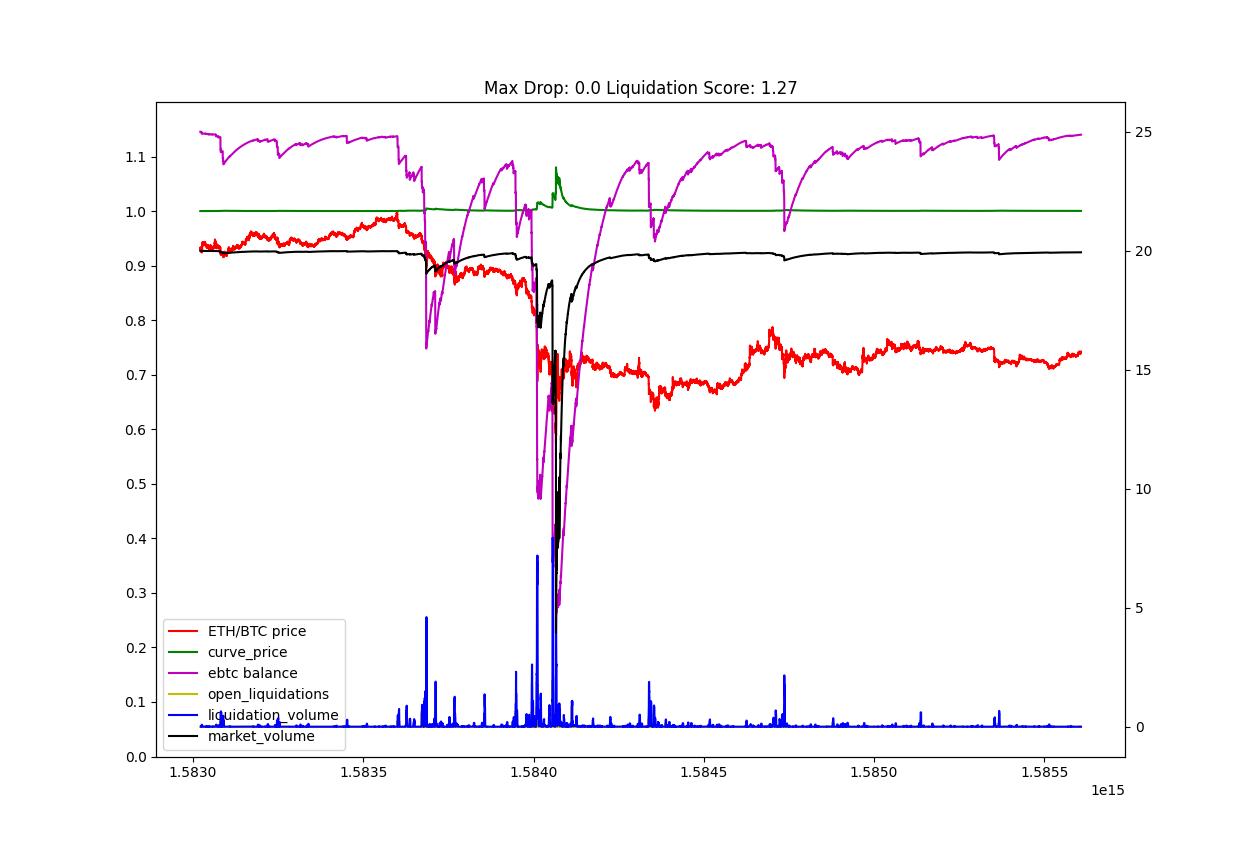 Max Drop: 0.0 Liquidation Score: 1.27
1.1
1.0
0.9
0.8
0.7
0.6
0.5
0.4
0.3
0.2
0.1
0.0
25
20
15
10
5
0
ETH/BTC price
curve_price
ebtc balance
open_liquidations
liquidation_volume
market_volume
1.5830 1.5835 1.5840 1.5845 1.5850 1.5855
1e15